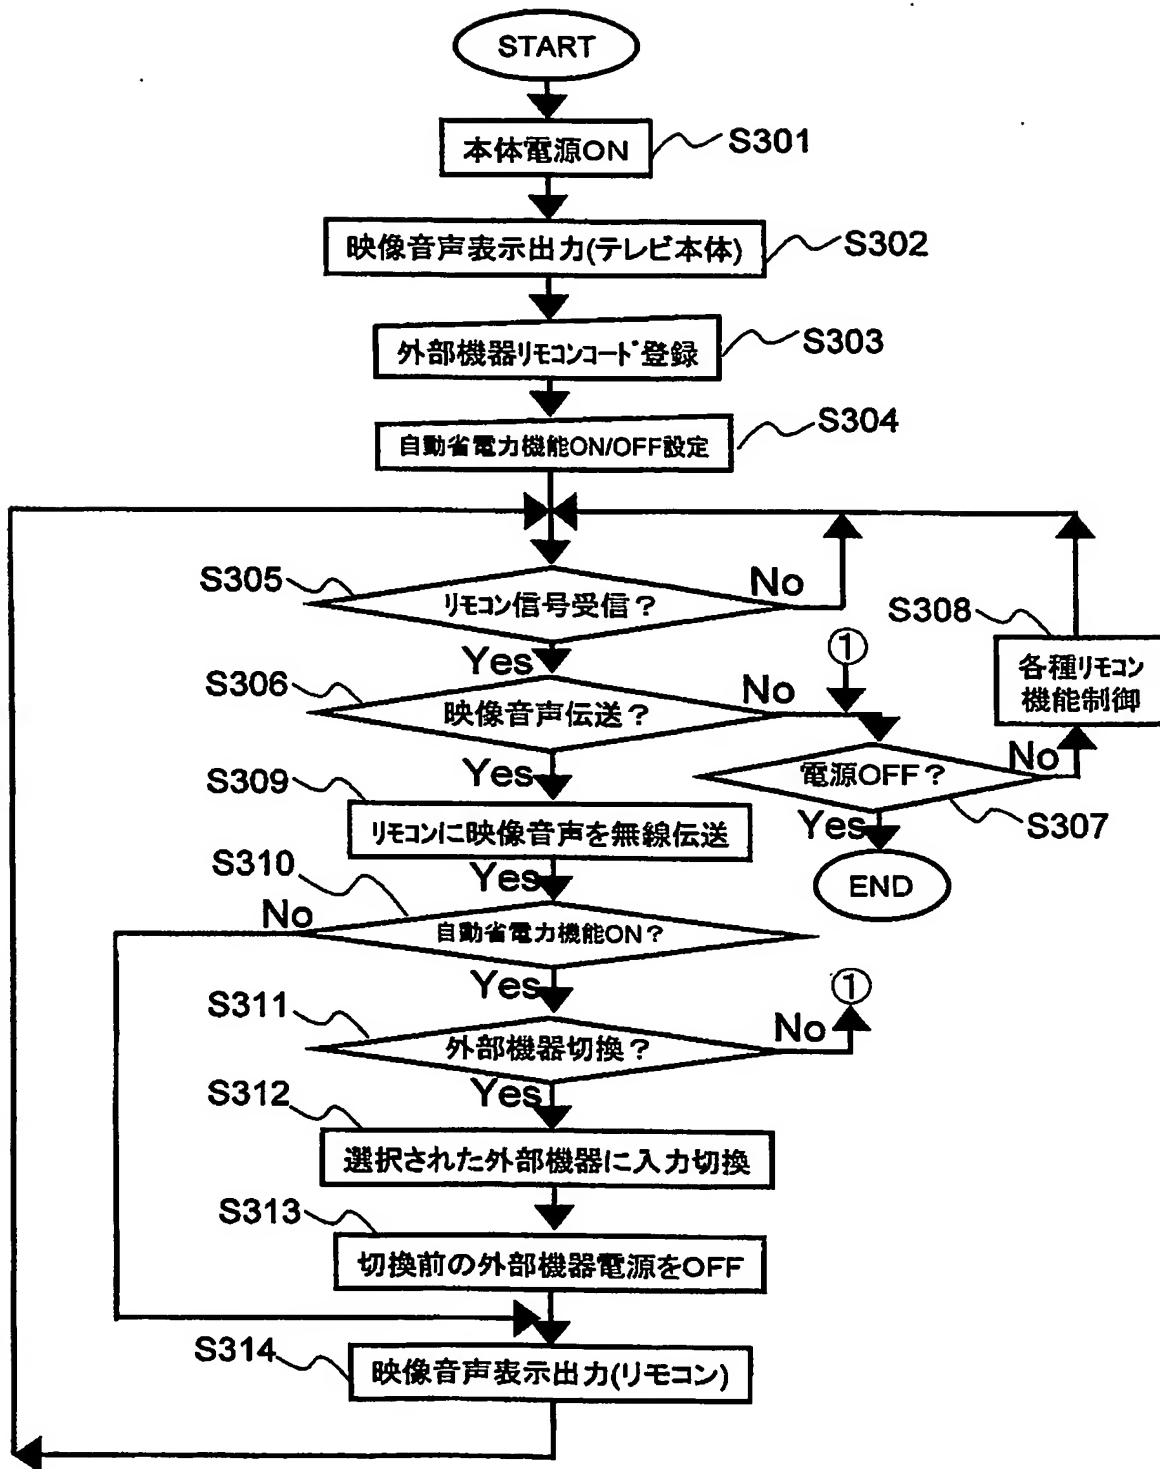 START
本体電源ON
S301
映像音声表示出力(テレビ本体)
S302
外部機器リモコンコード登録
S303
自動省電力機能ON/OFF設定
S304
S305
リモコン信号受信?
No
Yes
S306
映像音声伝送?
No
①
S308
各種リモコン
機能制御
Yes
電源OFF?
No
S307
Yes
END
S309
リモコンに映像音声を無線伝送
Yes
S310
No
自動省電力機能ON?
Yes
S311
外部機器切換?
No
①
Yes
S312
選択された外部機器に入力切換
S313
切換前の外部機器電源をOFF
S314
映像音声表示出力(リモコン)